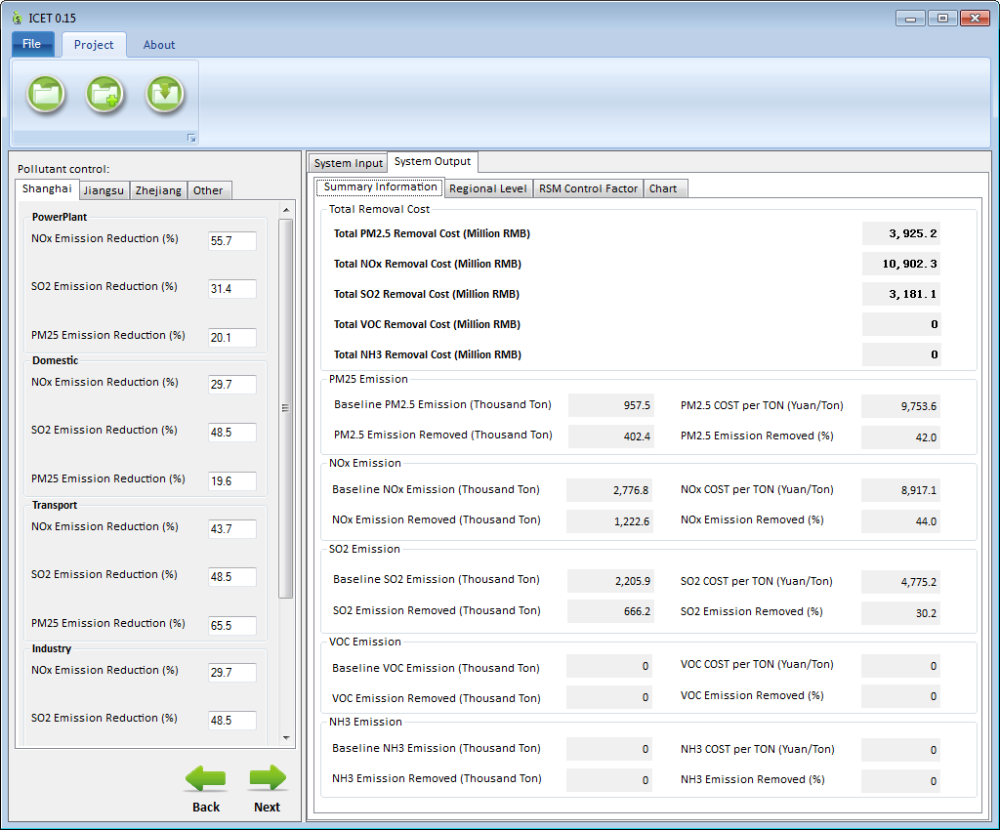 ICET 0.15
File Project About
Pollutant control:
Shanghai Jiangsu Zhejiang Other
PowerPlant
NOx Emission Reduction (%) 55.7
SO2 Emission Reduction (%) 31.4
PM25 Emission Reduction (%) 20.1
Domestic
NOx Emission Reduction (%) 29.7
SO2 Emission Reduction (%) 48.5
PM25 Emission Reduction (%) 19.6
Transport
NOx Emission Reduction (%) 43.7
SO2 Emission Reduction (%) 48.5
PM25 Emission Reduction (%) 65.5
Industry
NOx Emission Reduction (%) 29.7
SO2 Emission Reduction (%) 48.5
Back Next
System Input System Output
Summary Information Regional Level RSM Control Factor Chart
Total Removal Cost
Total PM2.5 Removal Cost (Million RMB) 3,925.2
Total NOx Removal Cost (Million RMB) 10,902.3
Total SO2 Removal Cost (Million RMB) 3,181.1
Total VOC Removal Cost (Million RMB) 0
Total NH3 Removal Cost (Million RMB) 0
PM25 Emission
Baseline PM2.5 Emission (Thousand Ton) 957.5 PM2.5 COST per TON (Yuan/Ton) 9,753.6
PM2.5 Emission Removed (Thousand Ton) 402.4 PM2.5 Emission Removed (%) 42.0
NOx Emission
Baseline NOx Emission (Thousand Ton) 2,776.8 NOx COST per TON (Yuan/Ton) 8,917.1
NOx Emission Removed (Thousand Ton) 1,222.6 NOx Emission Removed (%) 44.0
SO2 Emission
Baseline SO2 Emission (Thousand Ton) 2,205.9 SO2 COST per TON (Yuan/Ton) 4,775.2
SO2 Emission Removed (Thousand Ton) 666.2 SO2 Emission Removed (%) 30.2
VOC Emission
Baseline VOC Emission (Thousand Ton) 0 VOC COST per TON (Yuan/Ton) 0
VOC Emission Removed (Thousand Ton) 0 VOC Emission Removed (%) 0
NH3 Emission
Baseline NH3 Emission (Thousand Ton) 0 NH3 COST per TON (Yuan/Ton) 0
NH3 Emission Removed (Thousand Ton) 0 NH3 Emission Removed (%) 0